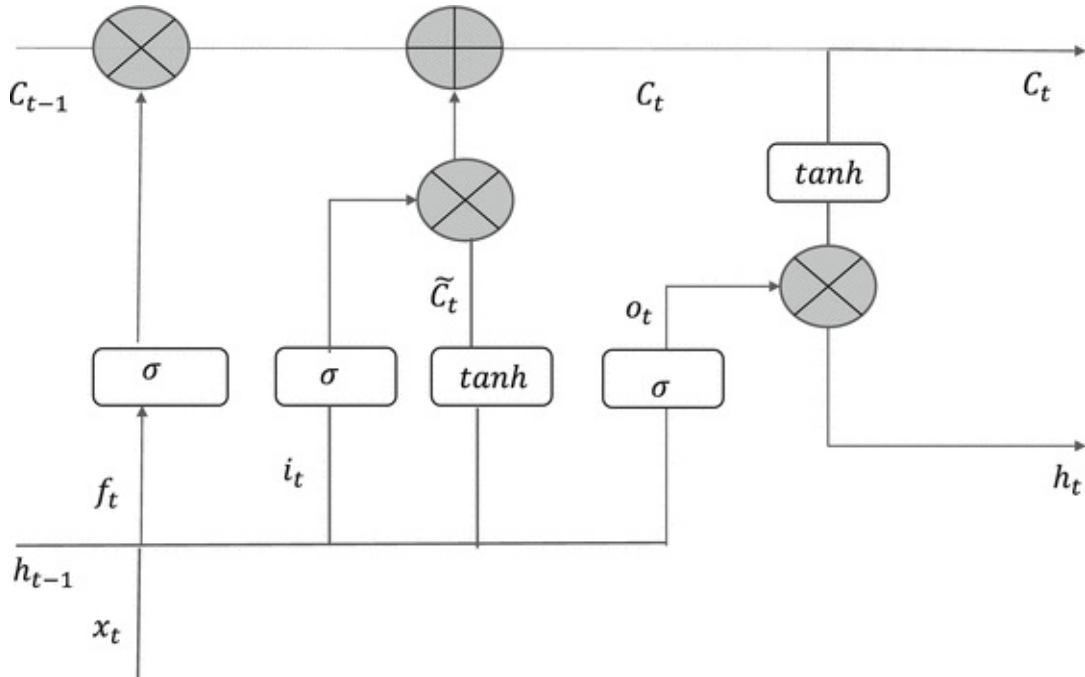 C_{t-1}
C_t
C_t
tanh
C̃_t
o_t
σ
σ
tanh
σ
f_t
i_t
h_t
h_{t-1}
x_t